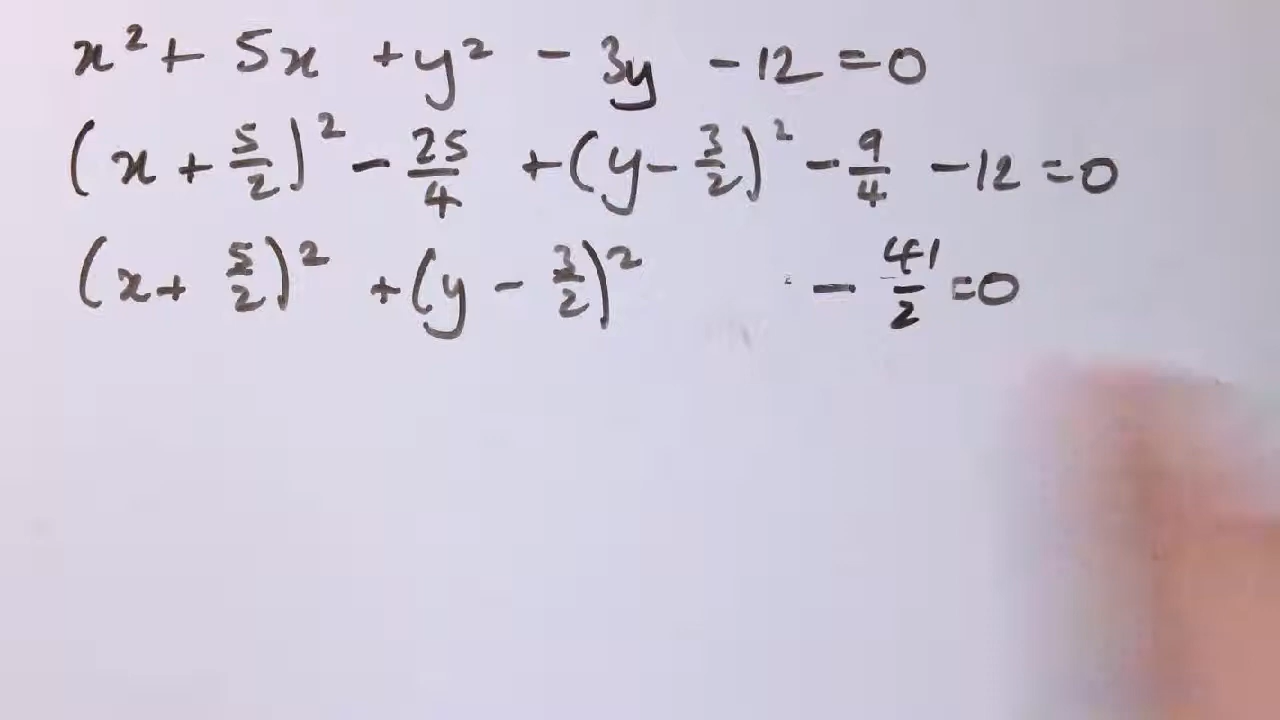 x² + 5x + y² - 3y - 12 = 0
(x + 5/2)² - 25/4 + (y - 3/2)² - 9/4 - 12 = 0
(x + 5/2)² + (y - 3/2)² - 41/2 = 0